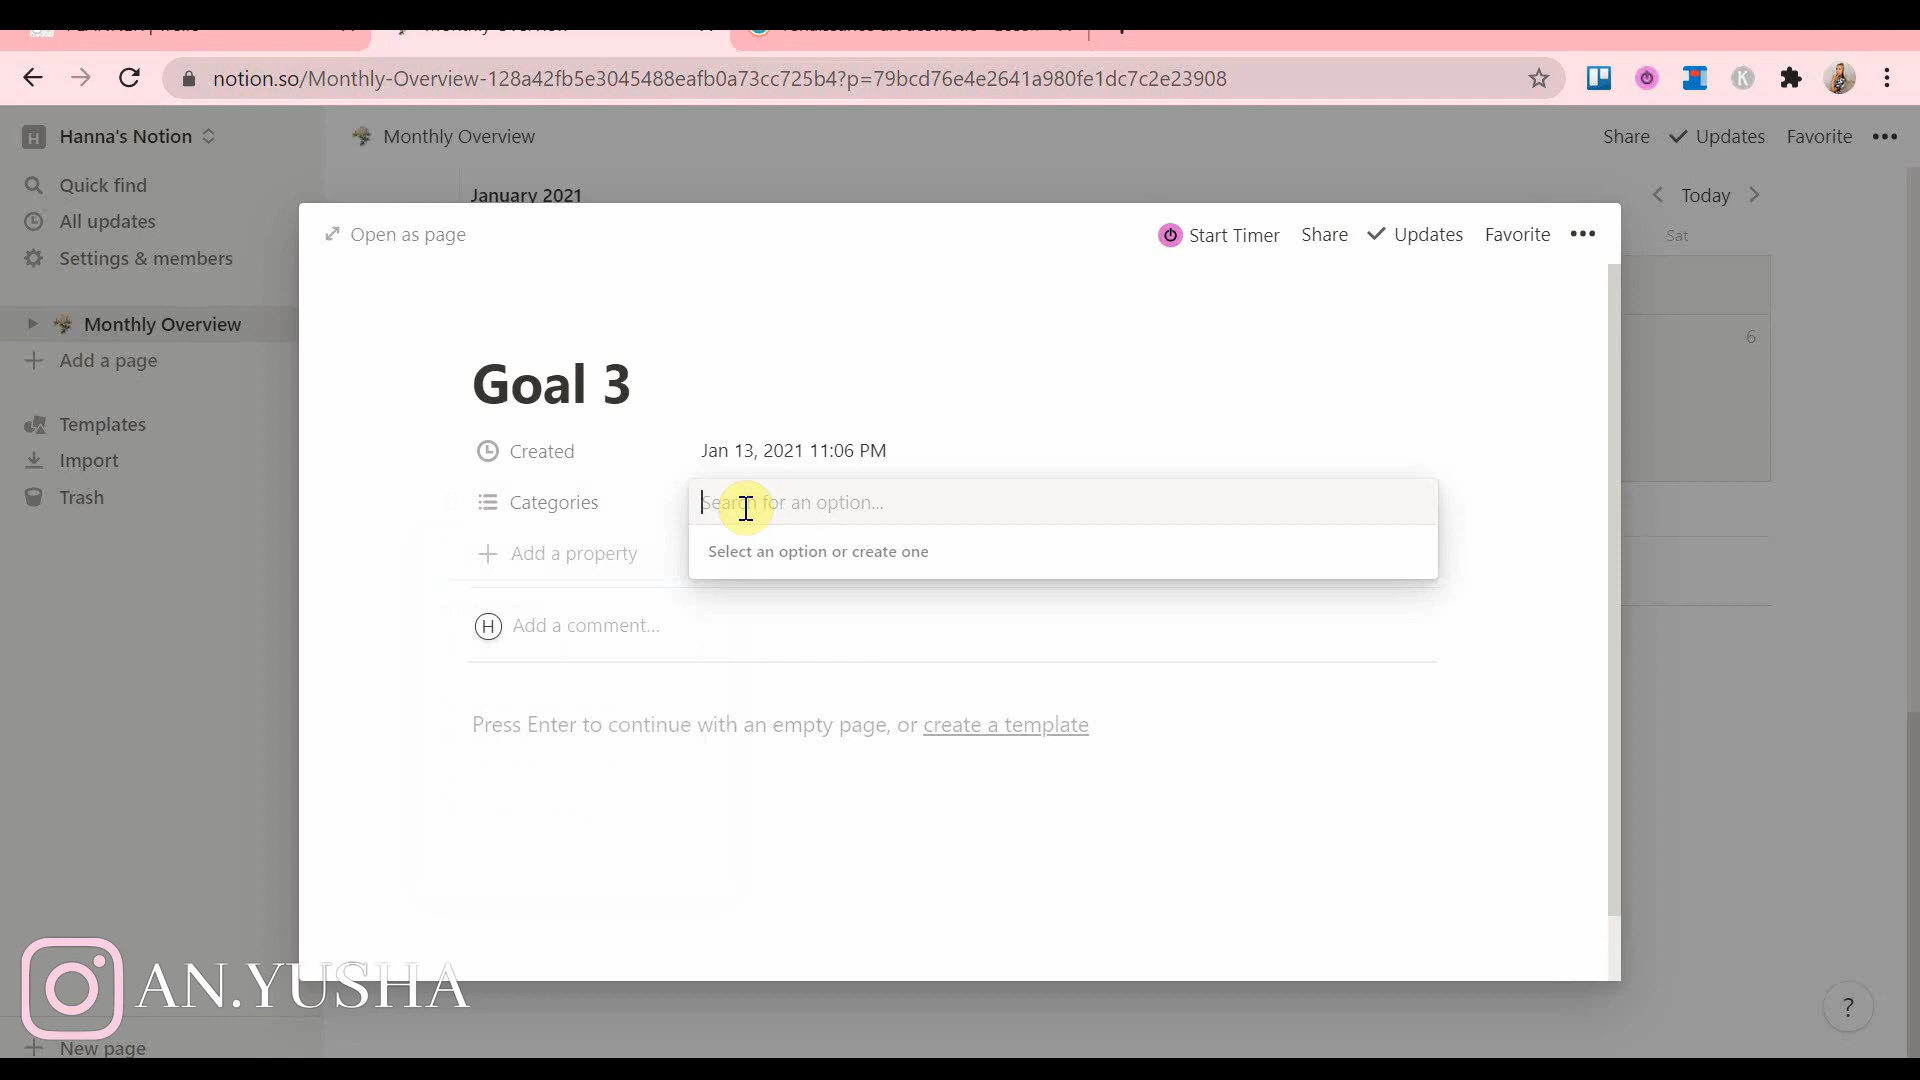 notion.so/Monthly-Overview-128a42fb5e3045488eafb0a73cc725b4?p=79bcd76e4e2641a980fe1dc7c2e23908
K
H Hanna's Notion
Monthly Overview
Share Updates Favorite
Quick find
All updates
Settings & members
Monthly Overview
Add a page
Templates
Import
Trash
New page
January 2021
Today
Sat
6
Open as page
Start Timer Share Updates Favorite
Goal 3
Created Jan 13, 2021 11:06 PM
Categories Search for an option...
Select an option or create one
Add a property
H Add a comment...
Press Enter to continue with an empty page, or create a template
AN.YUSHA
?